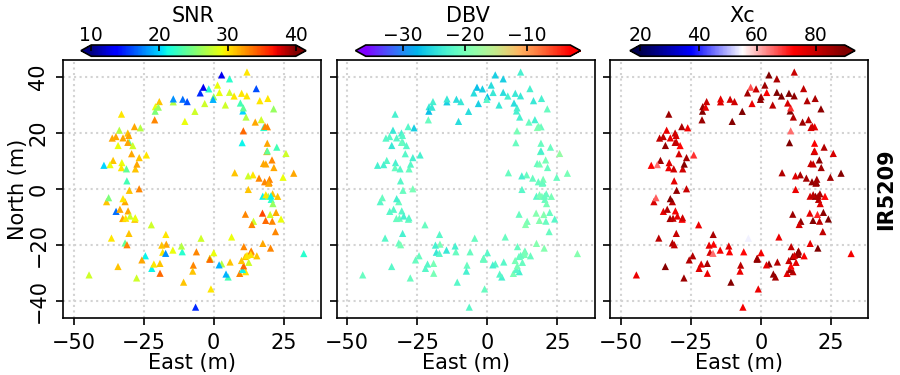 SNR DBV Xc
10 20 30 40 −30 −20 −10 20 40 60 80
North (m)
40
20
0
−20
−40
IR5209
−50 −25 0 25 −50 −25 0 25 −50 −25 0 25
East (m) East (m) East (m)